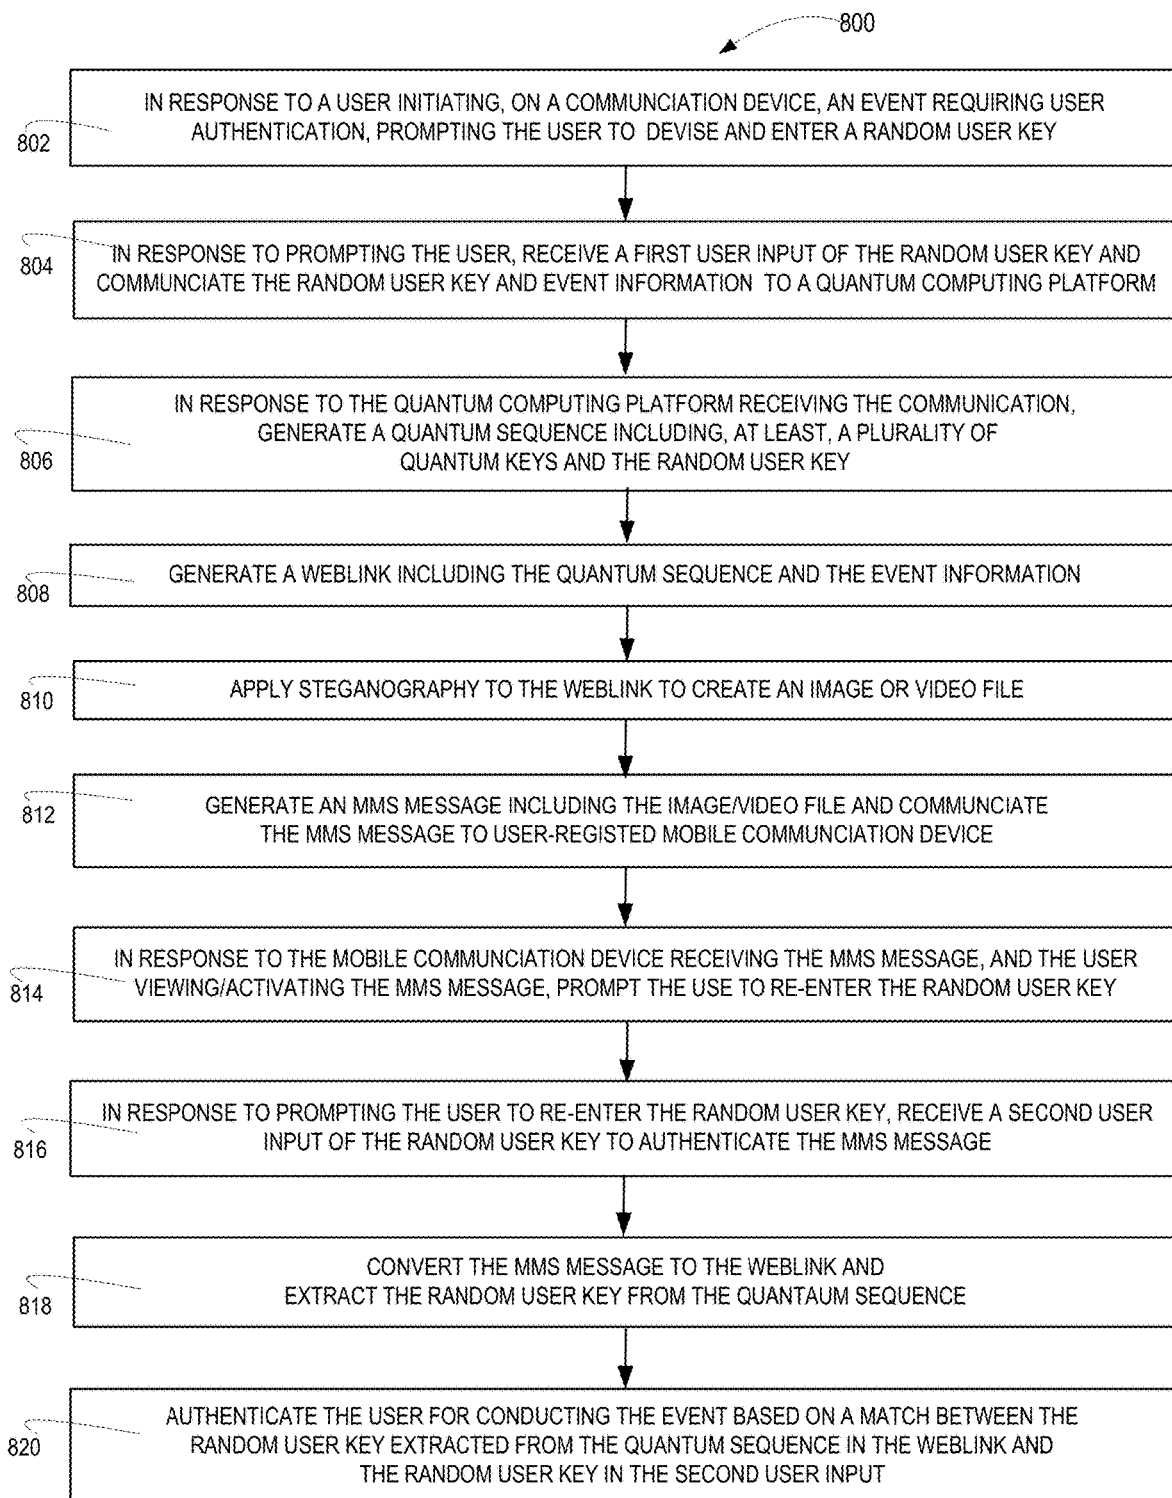 800
IN RESPONSE TO A USER INITIATING, ON A COMMUNCIATION DEVICE, AN EVENT REQUIRING USER
AUTHENTICATION, PROMPTING THE USER TO DEVISE AND ENTER A RANDOM USER KEY
802
IN RESPONSE TO PROMPTING THE USER, RECEIVE A FIRST USER INPUT OF THE RANDOM USER KEY AND
COMMUNCIATE THE RANDOM USER KEY AND EVENT INFORMATION TO A QUANTUM COMPUTING PLATFORM
804
IN RESPONSE TO THE QUANTUM COMPUTING PLATFORM RECEIVING THE COMMUNICATION,
GENERATE A QUANTUM SEQUENCE INCLUDING, AT LEAST, A PLURALITY OF
QUANTUM KEYS AND THE RANDOM USER KEY
806
GENERATE A WEBLINK INCLUDING THE QUANTUM SEQUENCE AND THE EVENT INFORMATION
808
APPLY STEGANOGRAPHY TO THE WEBLINK TO CREATE AN IMAGE OR VIDEO FILE
810
GENERATE AN MMS MESSAGE INCLUDING THE IMAGE/VIDEO FILE AND COMMUNCIATE
THE MMS MESSAGE TO USER-REGISTED MOBILE COMMUNCIATION DEVICE
812
IN RESPONSE TO THE MOBILE COMMUNCIATION DEVICE RECEIVING THE MMS MESSAGE, AND THE USER
VIEWING/ACTIVATING THE MMS MESSAGE, PROMPT THE USE TO RE-ENTER THE RANDOM USER KEY
814
IN RESPONSE TO PROMPTING THE USER TO RE-ENTER THE RANDOM USER KEY, RECEIVE A SECOND USER
INPUT OF THE RANDOM USER KEY TO AUTHENTICATE THE MMS MESSAGE
816
CONVERT THE MMS MESSAGE TO THE WEBLINK AND
EXTRACT THE RANDOM USER KEY FROM THE QUANTAUM SEQUENCE
818
AUTHENTICATE THE USER FOR CONDUCTING THE EVENT BASED ON A MATCH BETWEEN THE
RANDOM USER KEY EXTRACTED FROM THE QUANTUM SEQUENCE IN THE WEBLINK AND
THE RANDOM USER KEY IN THE SECOND USER INPUT
820